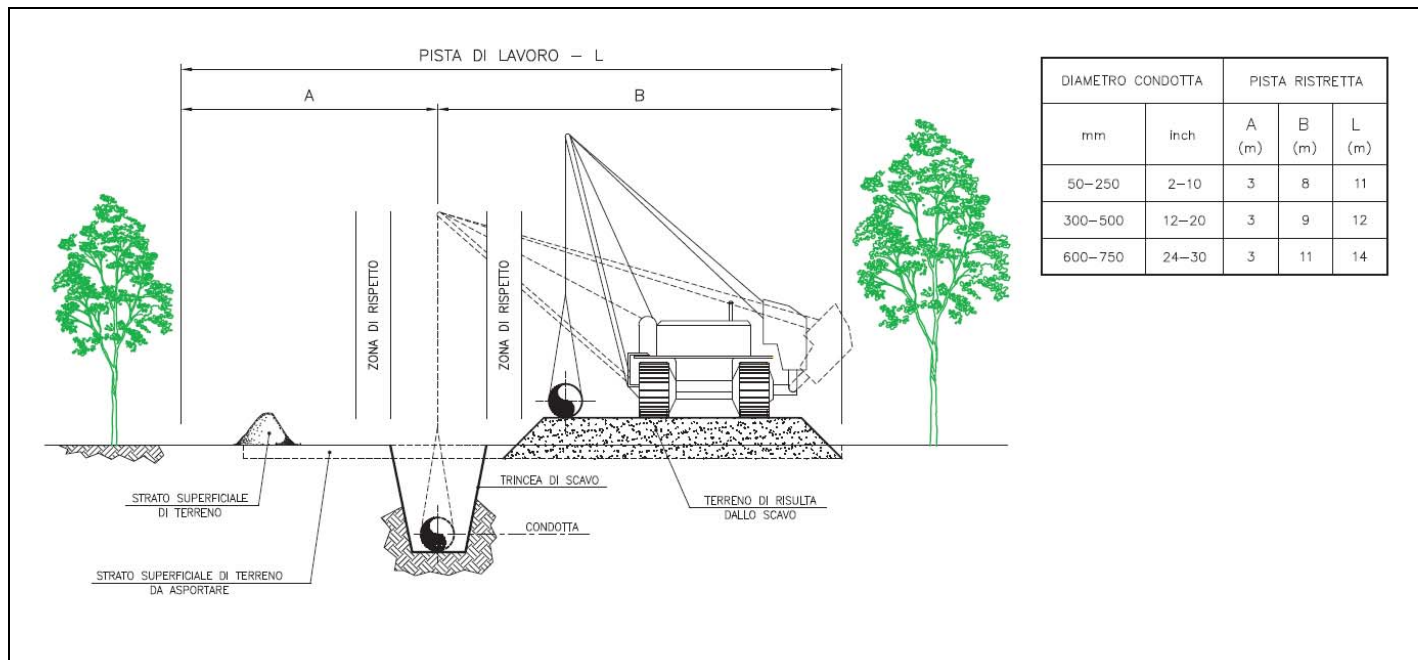 PISTA DI LAVORO – L
A
B
ZONA DI RISPETTO
ZONA DI RISPETTO
STRATO SUPERFICIALE
DI TERRENO
TRINCEA DI SCAVO
CONDOTTA
TERRENO DI RISULTA
DALLO SCAVO
STRATO SUPERFICIALE DI TERRENO
DA ASPORTARE
DIAMETRO CONDOTTA PISTA RISTRETTA
mm inch A (m) B (m) L (m)
50–250 2–10 3 8 11
300–500 12–20 3 9 12
600–750 24–30 3 11 14